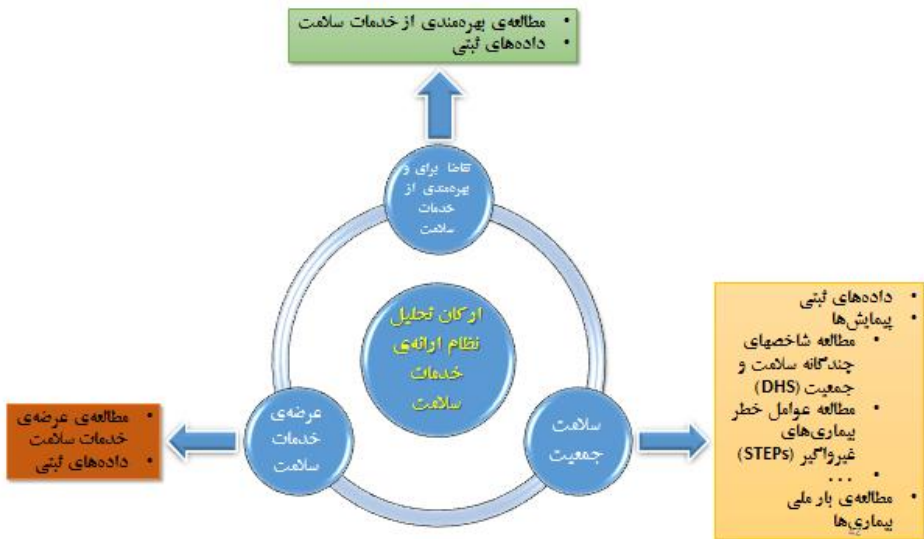 • مطالعه‌ی بهره‌مندی از خدمات سلامت
• داده‌های ثبتی
تقاضا برای و
بهره‌مندی از
خدمات
سلامت
ارکان تحلیل
نظام ارائه‌ی
خدمات
سلامت
• داده‌های ثبتی
• پیمایش‌ها
• مطالعه شاخصهای
چندگانه سلامت و
جمعیت (DHS)
• مطالعه عوامل خطر
بیماری‌های
غیرواگیر (STEPs)
• ...
• مطالعه‌ی بار ملی
بیماری‌ها
سلامت
جمعیت
عرضه‌ی
خدمات
سلامت
• مطالعه‌ی عرضه‌ی
خدمات سلامت
• داده‌های ثبتی